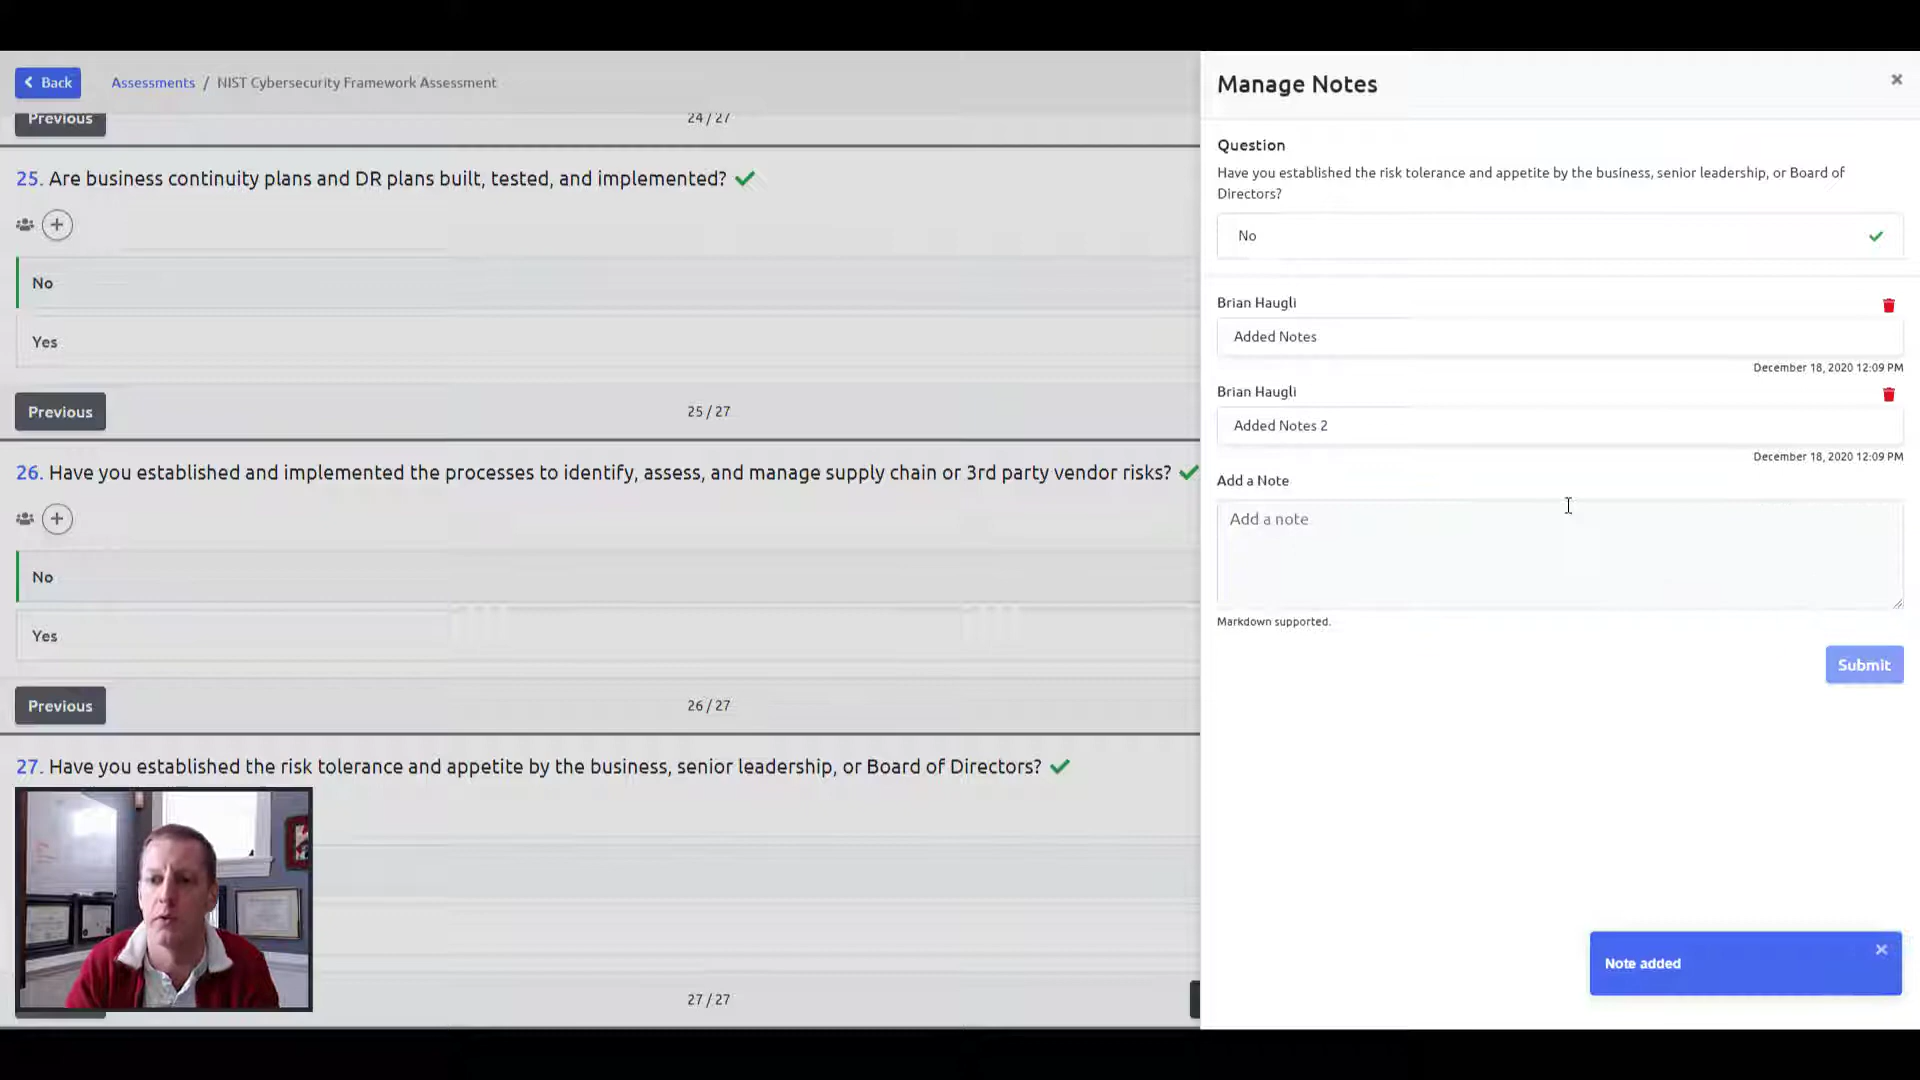 Back
Assessments / NIST Cybersecurity Framework Assessment
Previous
24 / 27
25. Are business continuity plans and DR plans built, tested, and implemented?
No
Yes
Previous
25 / 27
26. Have you established and implemented the processes to identify, assess, and manage supply chain or 3rd party vendor risks?
No
Yes
Previous
26 / 27
27. Have you established the risk tolerance and appetite by the business, senior leadership, or Board of Directors?
27 / 27
Manage Notes
Question
Have you established the risk tolerance and appetite by the business, senior leadership, or Board of
Directors?
No
Brian Haugli
Added Notes
December 18, 2020 12:09 PM
Brian Haugli
Added Notes 2
December 18, 2020 12:09 PM
Add a Note
Add a note
Markdown supported.
Submit
Note added